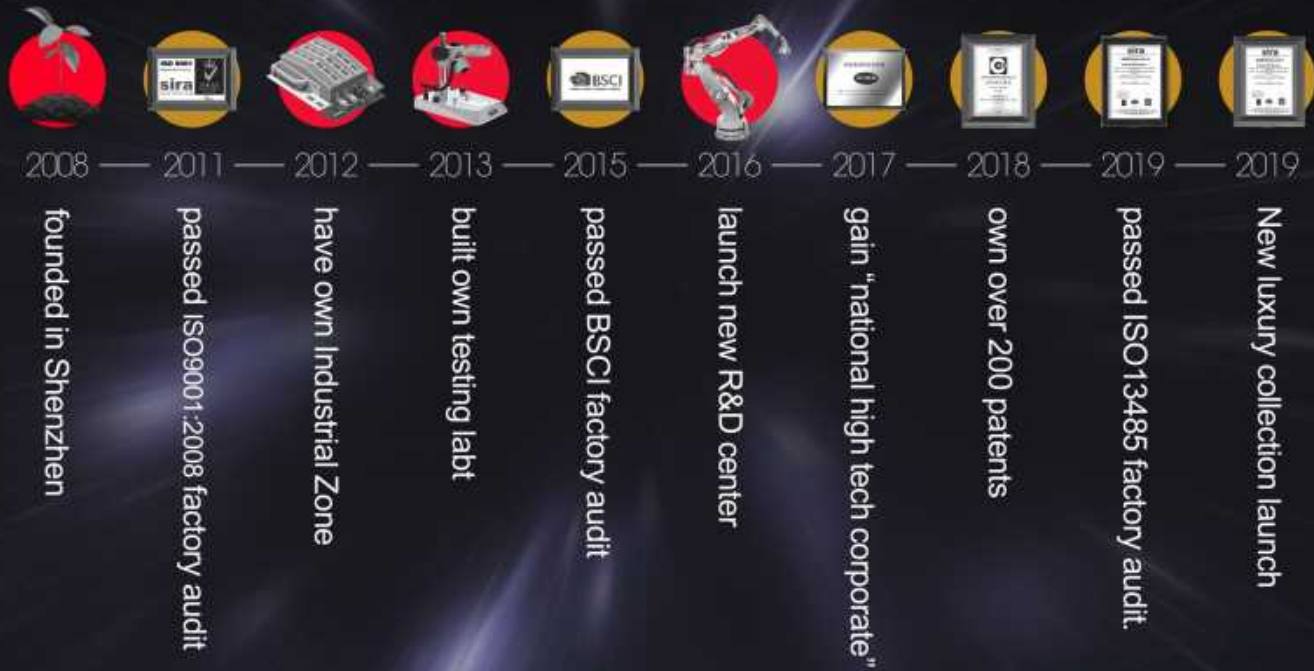 sira
BSCI
sira
sira
2008
2011
2012
2013
2015
2016
2017
2018
2019
2019
founded in Shenzhen
passed ISO9001:2008 factory audit
have own Industrial Zone
built own testing labt
passed BSCI factory audit
launch new R&D center
gain "national high tech corporate"
own over 200 patents
passed ISO13485 factory audit.
New luxury collection launch